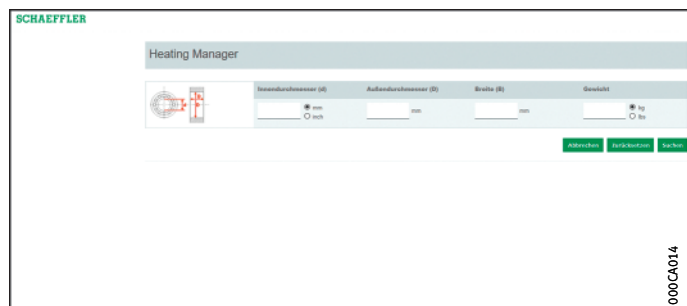 SCHAEFFLER
Heating Manager
Innendurchmesser (d) Außendurchmesser (D) Breite (B) Gewicht
mm mm mm kg
inch lbs
Abbrechen Zurücksetzen Suchen
000CA014